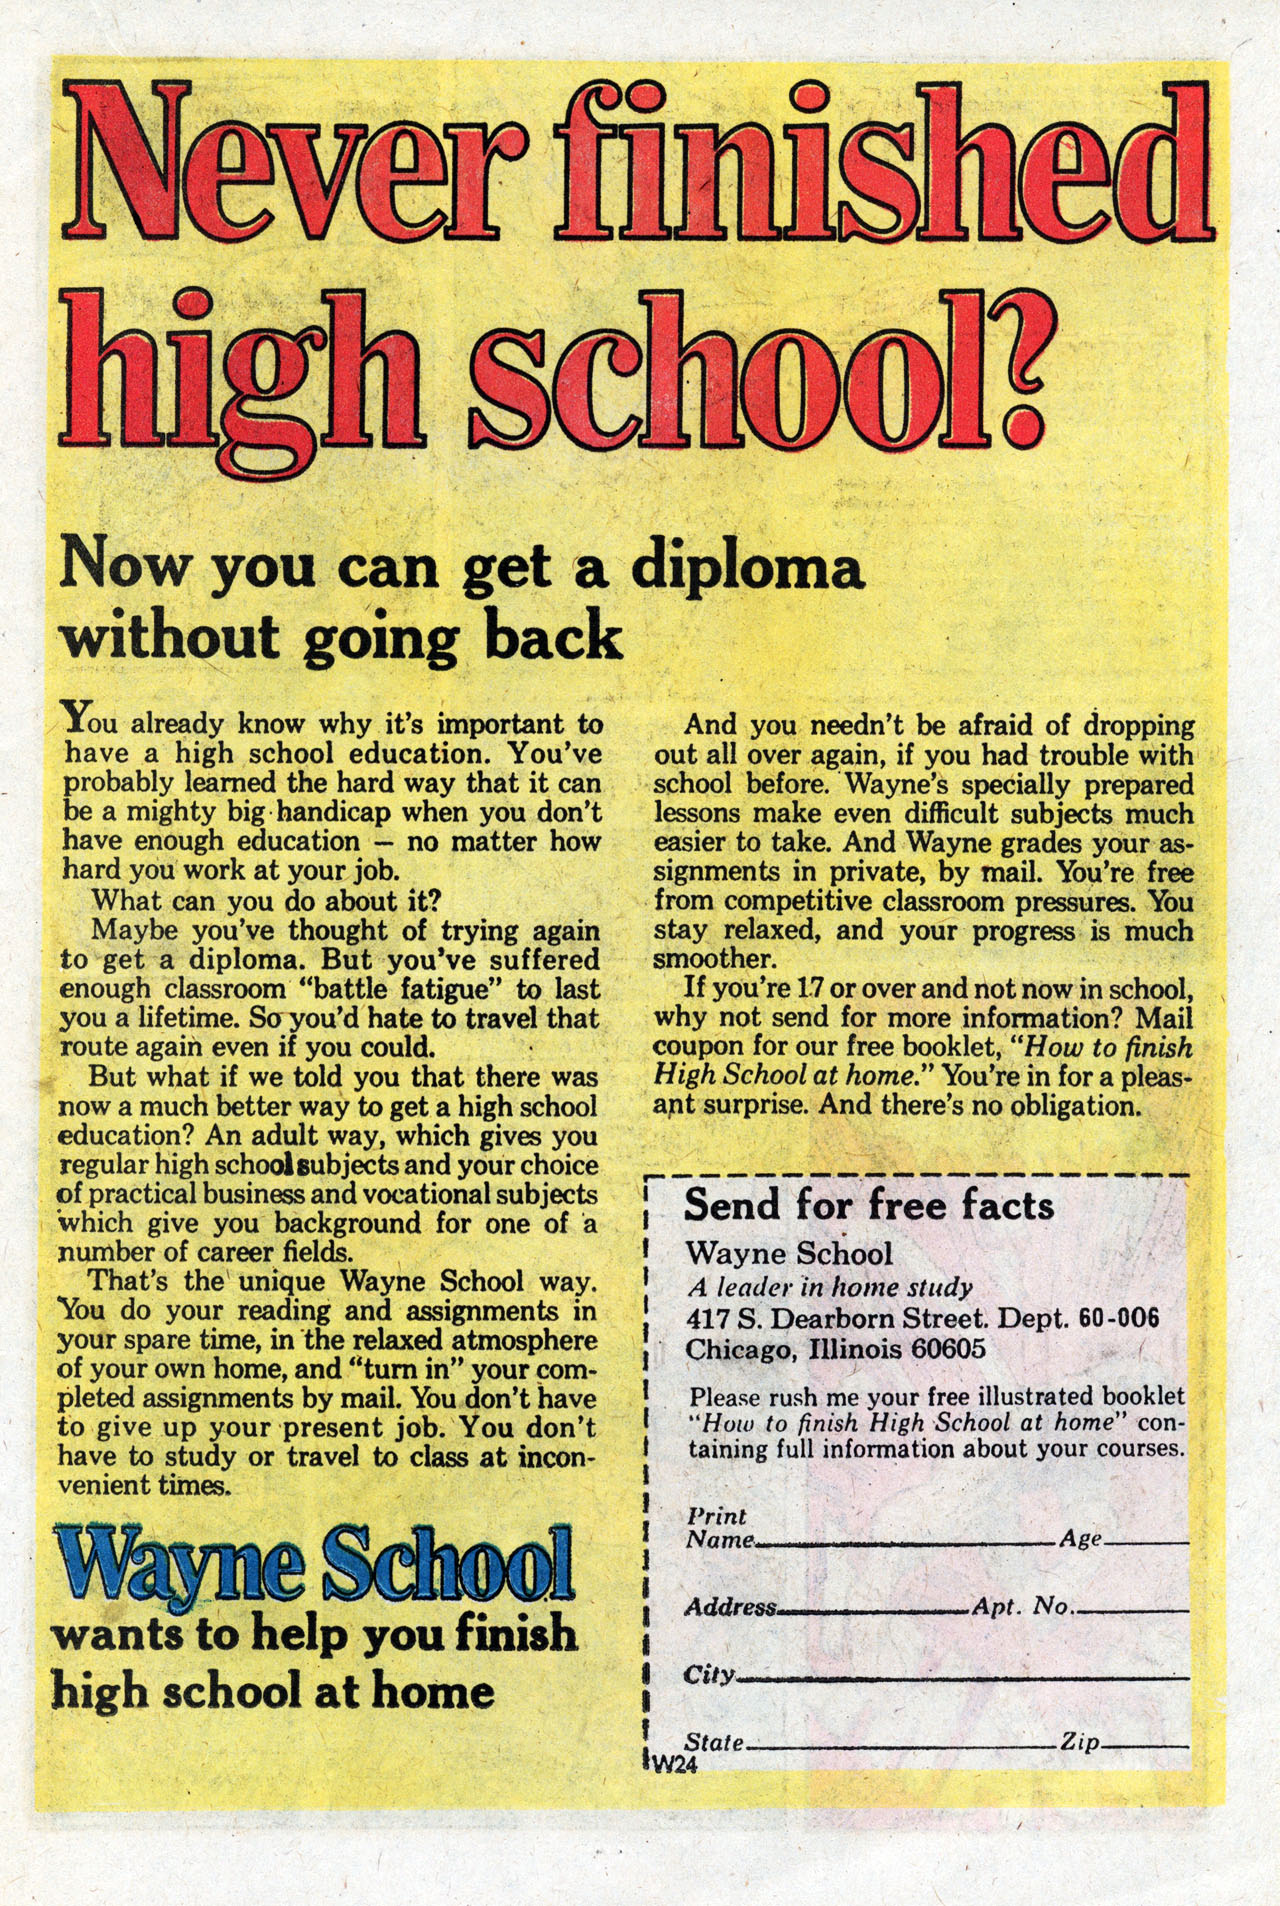 Never finished
high school?
Now you can get a diploma
without going back
You already know why it's important to
have a high school education. You've
probably learned the hard way that it can
be a mighty big handicap when you don't
have enough education – no matter how
hard you work at your job.
What can you do about it?
Maybe you've thought of trying again
to get a diploma. But you've suffered
enough classroom “battle fatigue” to last
you a lifetime. So you'd hate to travel that
route again even if you could.
But what if we told you that there was
now a much better way to get a high school
education? An adult way, which gives you
regular high school subjects and your choice
of practical business and vocational subjects
which give you background for one of a
number of career fields.
That's the unique Wayne School way.
You do your reading and assignments in
your spare time, in the relaxed atmosphere
of your own home, and “turn in” your com-
pleted assignments by mail. You don't have
to give up your present job. You don't
have to study or travel to class at incon-
venient times.
Wayne School
wants to help you finish
high school at home
And you needn't be afraid of dropping
out all over again, if you had trouble with
school before. Wayne's specially prepared
lessons make even difficult subjects much
easier to take. And Wayne grades your as-
signments in private, by mail. You're free
from competitive classroom pressures. You
stay relaxed, and your progress is much
smoother.
If you're 17 or over and not now in school,
why not send for more information? Mail
coupon for our free booklet, “How to finish
High School at home.” You're in for a pleas-
ant surprise. And there's no obligation.
Send for free facts
Wayne School
A leader in home study
417 S. Dearborn Street. Dept. 60-006
Chicago, Illinois 60605
Please rush me your free illustrated booklet
“How to finish High School at home” con-
taining full information about your courses.
Print
Name Age
Address Apt. No.
City
State Zip
W24